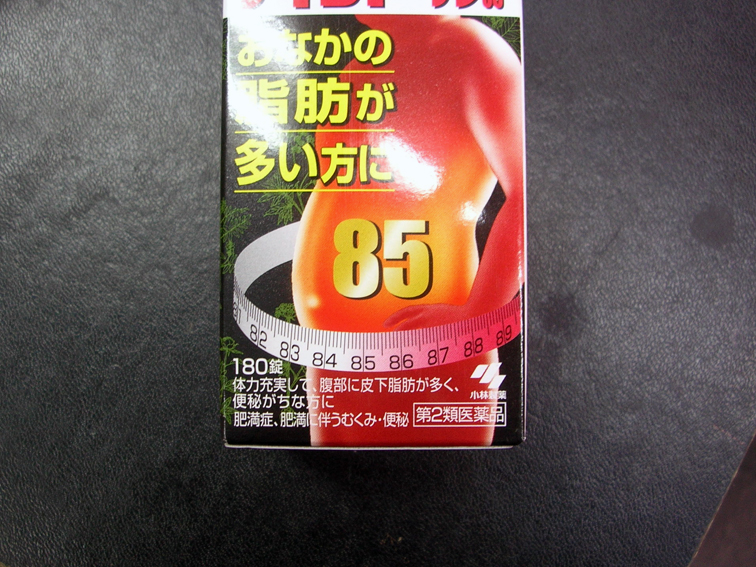 おなかの
脂肪が
多い方に
85
81 82 83 84 85 86 87 88 89
180錠
体力充実して、腹部に皮下脂肪が多く、
便秘がちな方に
肥満症、肥満に伴うむくみ・便秘
小林製薬
第2類医薬品